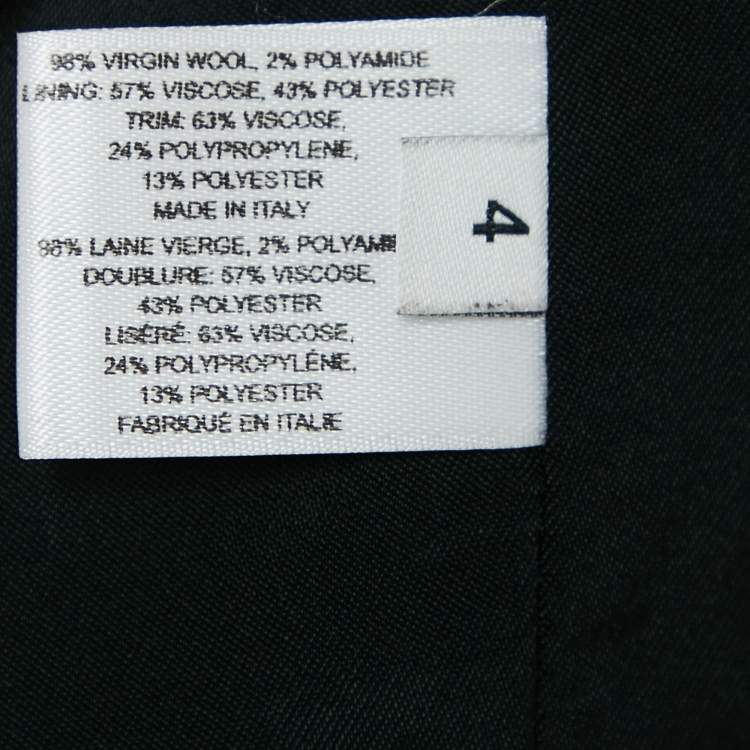 98% VIRGIN WOOL, 2% POLYAMIDE
LINING: 57% VISCOSE, 43% POLYESTER
TRIM: 63% VISCOSE,
24% POLYPROPYLENE,
13% POLYESTER
MADE IN ITALY
98% LAINE VIERGE, 2% POLYAMI
DOUBLURE: 57% VISCOSE,
43% POLYESTER
LISÉRÉ: 63% VISCOSE,
24% POLYPROPYLÉNE,
13% POLYESTER
FABRIQUÉ EN ITALIE
4